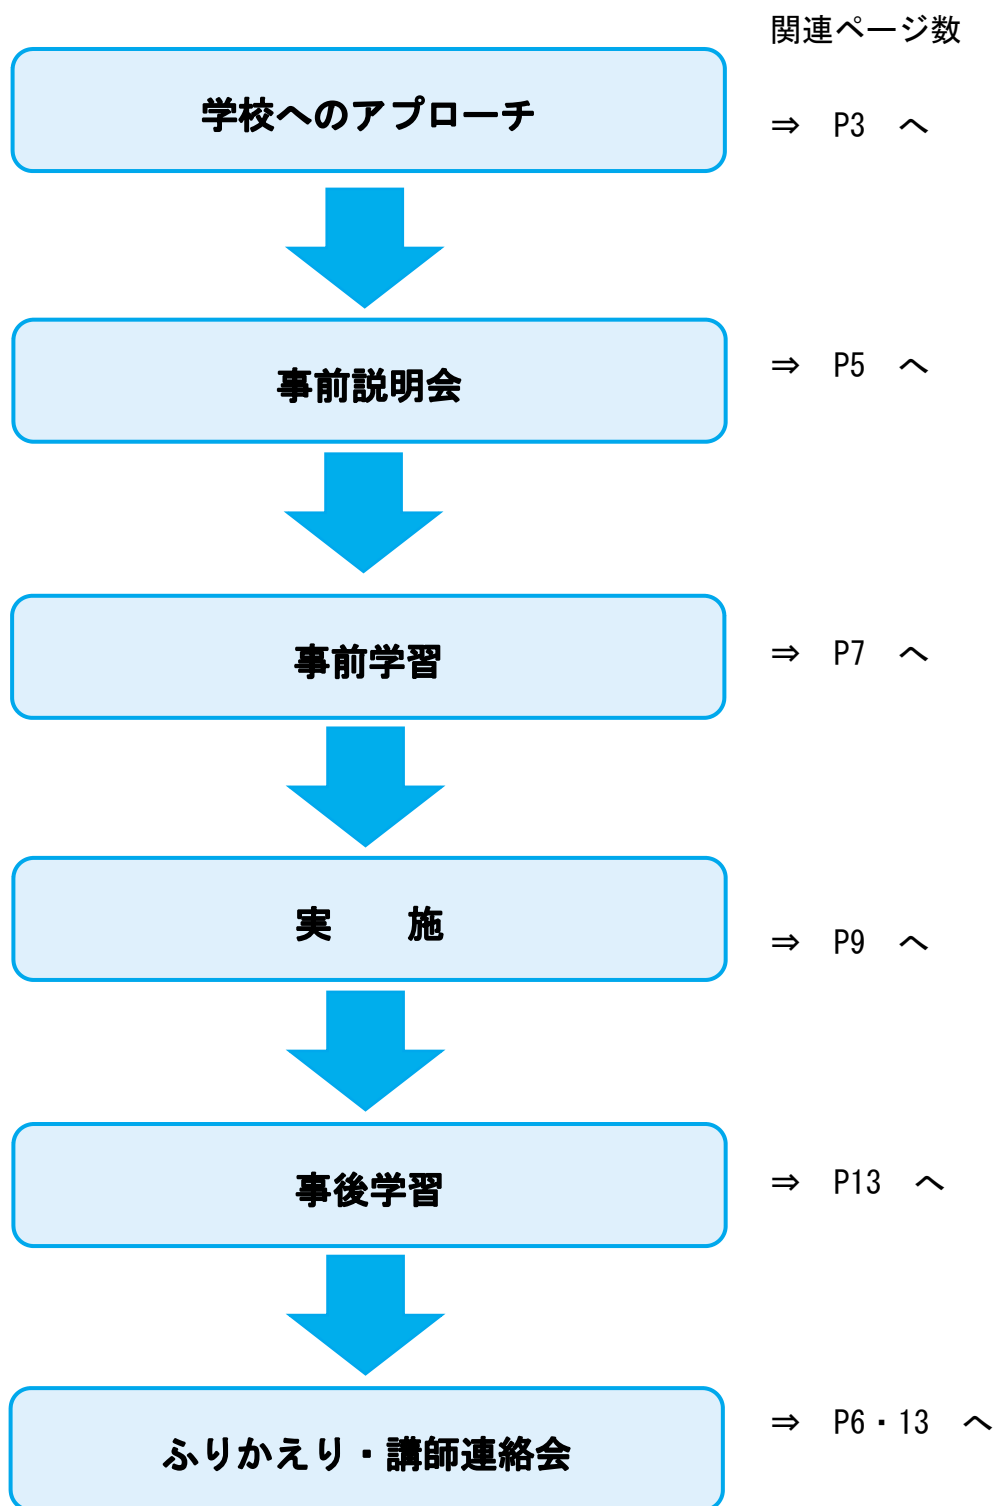 関連ページ数
学校へのアプローチ
⇒　P3　へ
事前説明会
⇒　P5　へ
事前学習
⇒　P7　へ
実　　施
⇒　P9　へ
事後学習
⇒　P13　へ
ふりかえり・講師連絡会
⇒　P6・13　へ